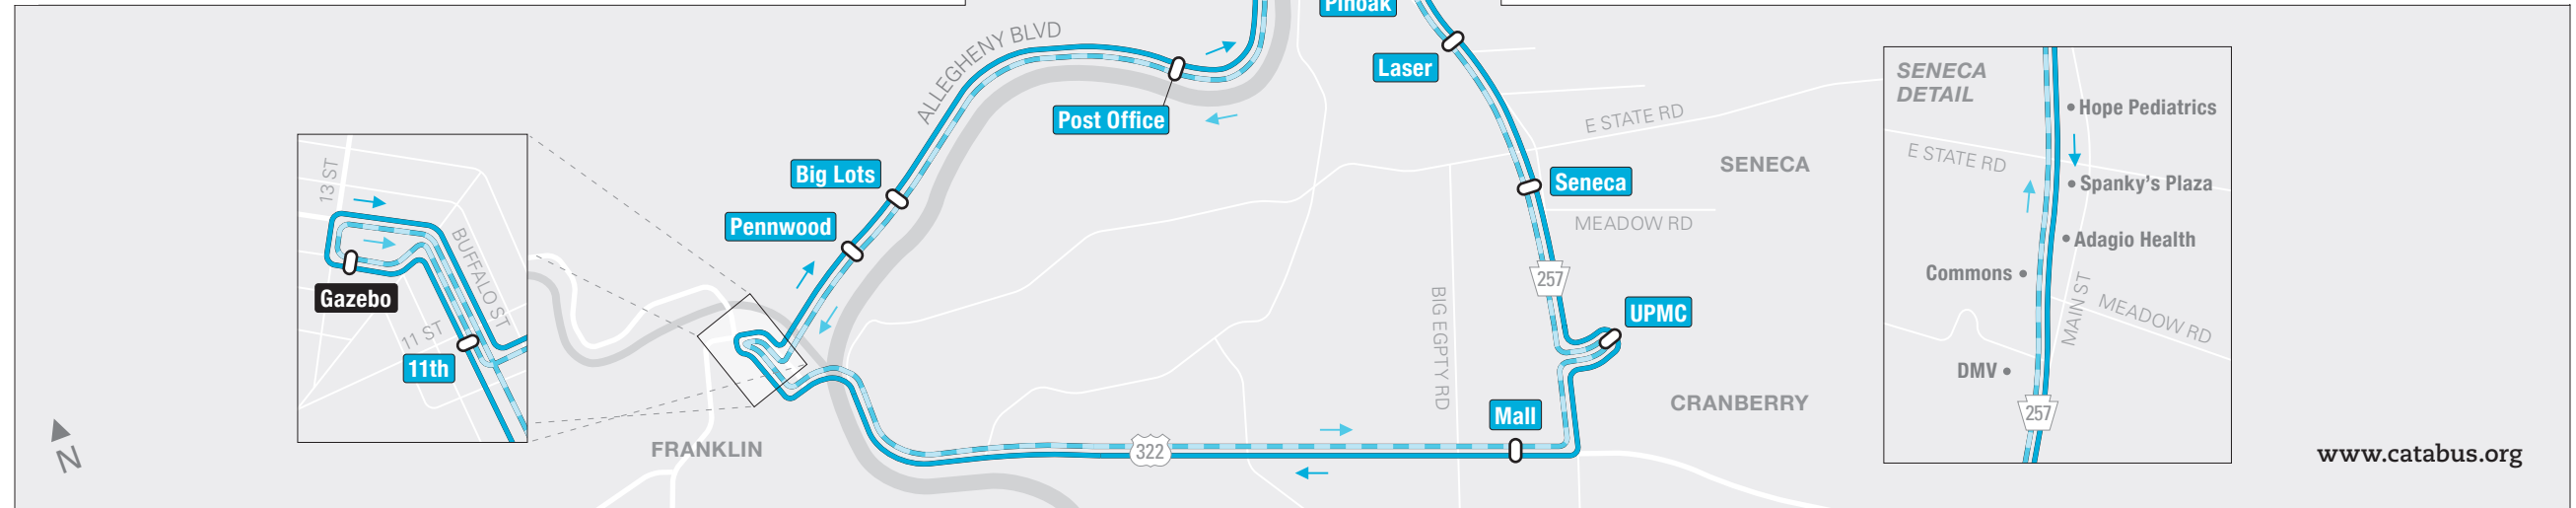 Pinoak
ALLEGHENY BLVD
Laser
Post Office
E STATE RD
SENECA
Big Lots
Seneca
Pennwood
MEADOW RD
257
BIG EGPTY RD
UPMC
Mall
CRANBERRY
322
FRANKLIN
N
13 ST
BUFFALO ST
Gazebo
11 ST
11th
SENECA
DETAIL
Hope Pediatrics
E STATE RD
Spanky's Plaza
Adagio Health
Commons
MAIN ST
MEADOW RD
DMV
257
www.catabus.org